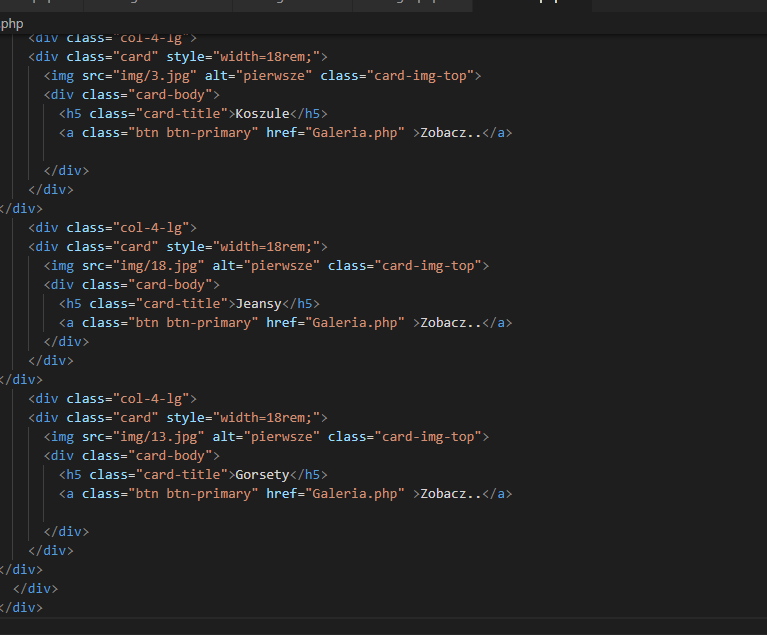 .php
<div class="col-4-lg">
<div class="card" style="width=18rem;">
<img src="img/3.jpg" alt="pierwsze" class="card-img-top">
<div class="card-body">
<h5 class="card-title">Koszule</h5>
<a class="btn btn-primary" href="Galeria.php" >Zobacz..</a>
</div>
</div>
</div>
<div class="col-4-lg">
<div class="card" style="width=18rem;">
<img src="img/18.jpg" alt="pierwsze" class="card-img-top">
<div class="card-body">
<h5 class="card-title">Jeansy</h5>
<a class="btn btn-primary" href="Galeria.php" >Zobacz..</a>
</div>
</div>
</div>
<div class="col-4-lg">
<div class="card" style="width=18rem;">
<img src="img/13.jpg" alt="pierwsze" class="card-img-top">
<div class="card-body">
<h5 class="card-title">Gorsety</h5>
<a class="btn btn-primary" href="Galeria.php" >Zobacz..</a>
</div>
</div>
</div>
</div>
</div>